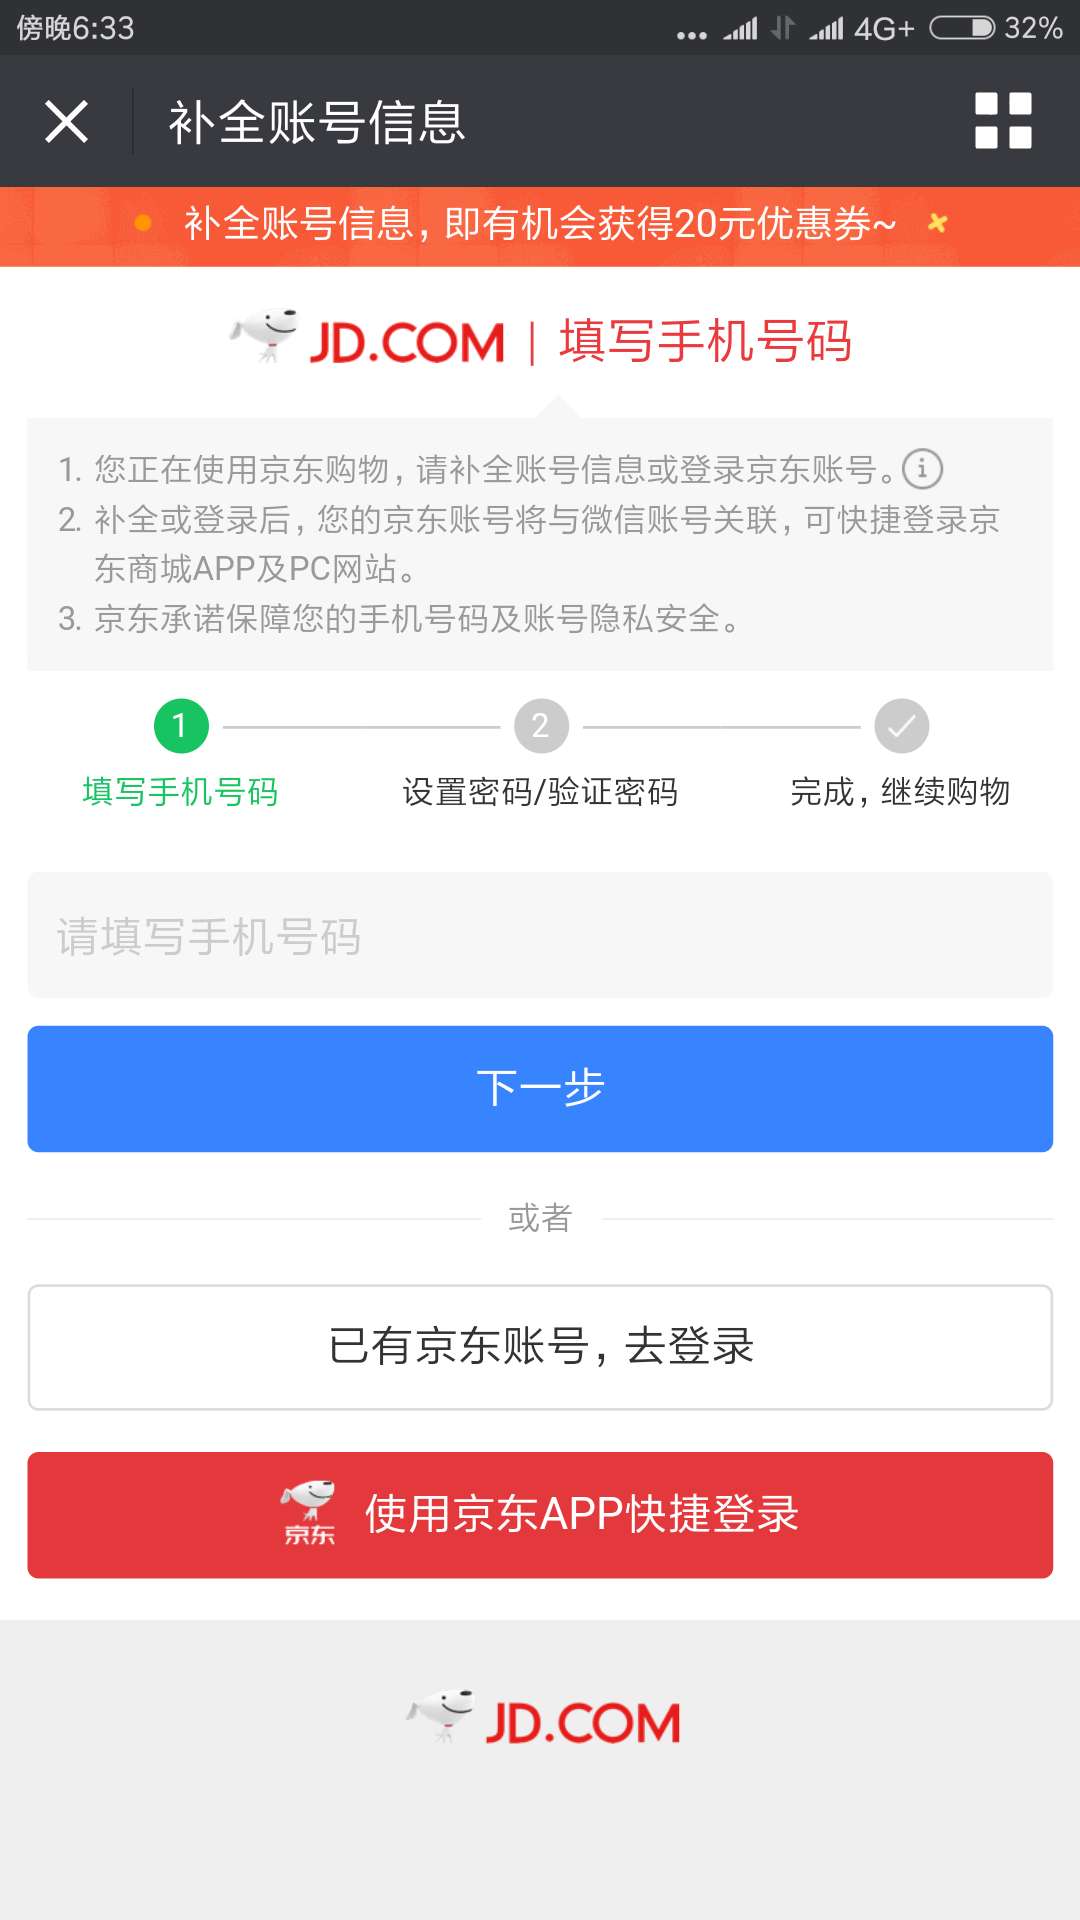 傍晚6:33
4G+ 32%
补全账号信息
补全账号信息，即有机会获得20元优惠券~
JD.COM | 填写手机号码
1. 您正在使用京东购物，请补全账号信息或登录京东账号。
2. 补全或登录后，您的京东账号将与微信账号关联，可快捷登录京
东商城APP及PC网站。
3. 京东承诺保障您的手机号码及账号隐私安全。
1 2
填写手机号码 设置密码/验证密码 完成，继续购物
请填写手机号码
下一步
或者
已有京东账号，去登录
京东 使用京东APP快捷登录
JD.COM